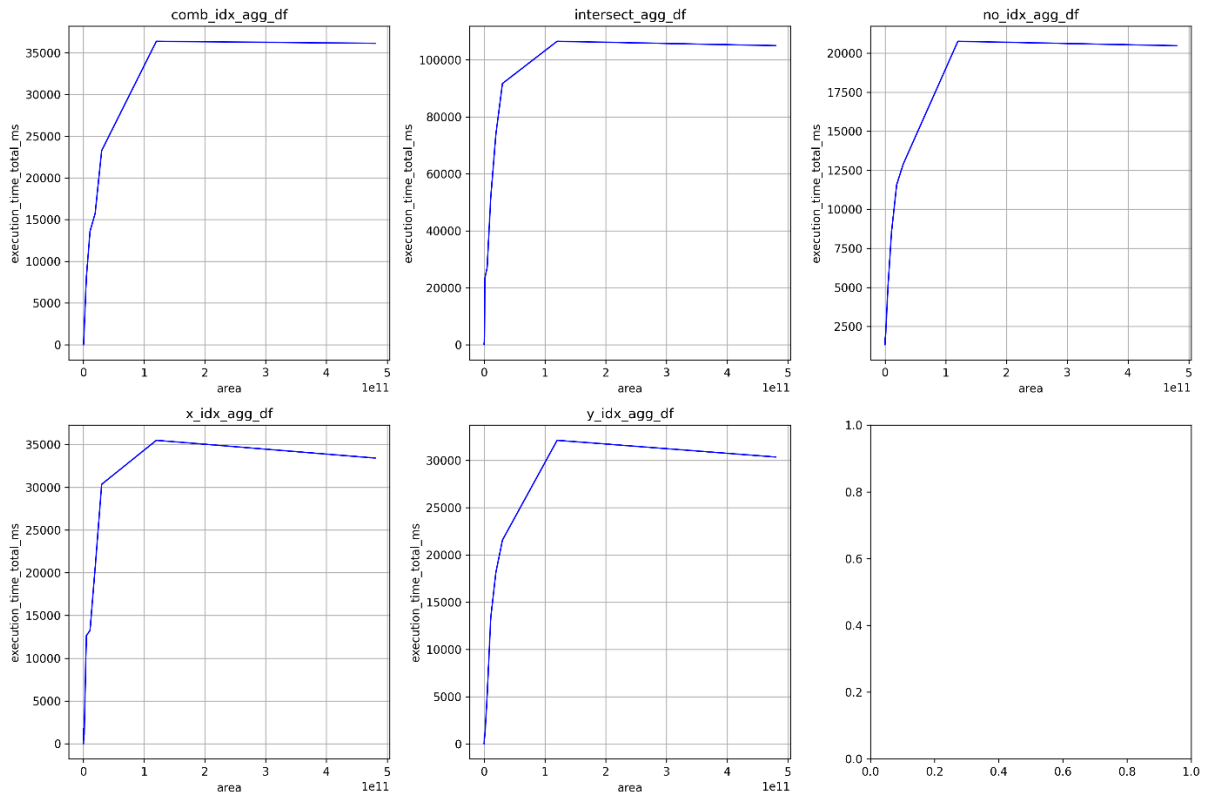 comb_idx_agg_df
35000
30000
25000
20000
15000
10000
5000
0
execution_time_total_ms
0 1 2 3 4 5
1e11
area
intersect_agg_df
100000
80000
60000
40000
20000
0
execution_time_total_ms
0 1 2 3 4 5
1e11
area
no_idx_agg_df
20000
17500
15000
12500
10000
7500
5000
2500
execution_time_total_ms
0 1 2 3 4 5
1e11
area
x_idx_agg_df
35000
30000
25000
20000
15000
10000
5000
0
execution_time_total_ms
0 1 2 3 4 5
1e11
area
y_idx_agg_df
30000
25000
20000
15000
10000
5000
0
execution_time_total_ms
0 1 2 3 4 5
1e11
area
1.0
0.8
0.6
0.4
0.2
0.0
0.0 0.2 0.4 0.6 0.8 1.0